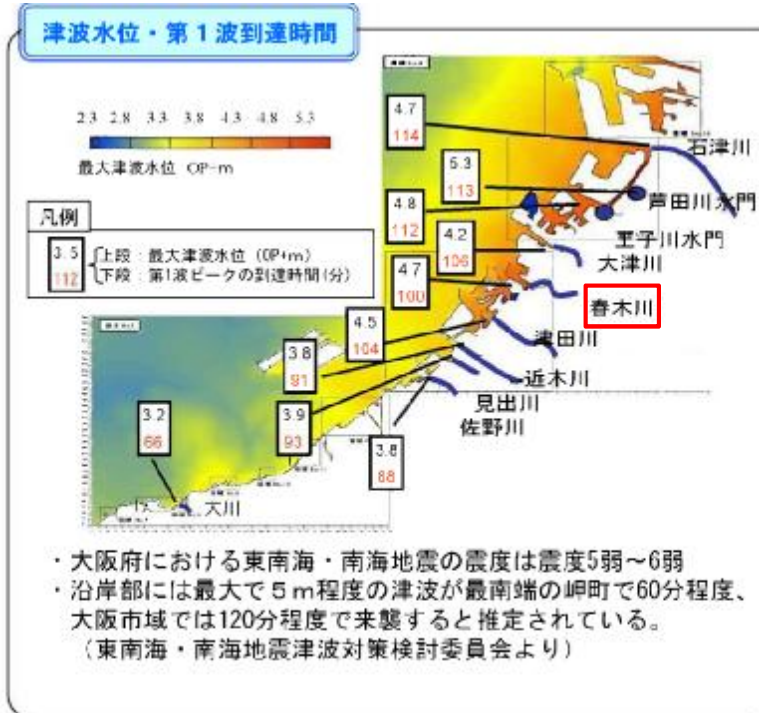 津波水位・第1波到達時間
2.3 2.8 3.3 3.8 4.3 4.8 5.3
最大津波水位 OP-m
凡例
3.5
112
上段：最大津波水位（OP+m）
下段：第1波ピークの到達時間（分）
4.7
114
石津川
5.3
113
芦田川水門
4.8
112
王子川水門
4.2
106
大津川
4.7
100
春木川
4.5
104
津田川
3.8
91
近木川
3.9
93
見出川
3.8
88
佐野川
3.2
66
大川
・大阪府における東南海・南海地震の震度は震度5弱～6弱
・沿岸部には最大で５ｍ程度の津波が最南端の岬町で60分程度、
大阪市域では120分程度で来襲すると推定されている。
（東南海・南海地震津波対策検討委員会より）